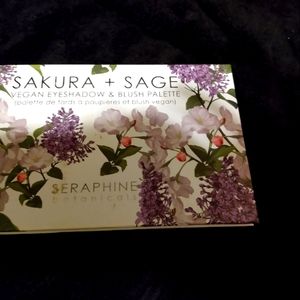 SAKURA + SAGE
VEGAN EYESHADOW & BLUSH PALETTE
(palette de fards à paupières et blush vegan)
SERAPHINE
botanicals